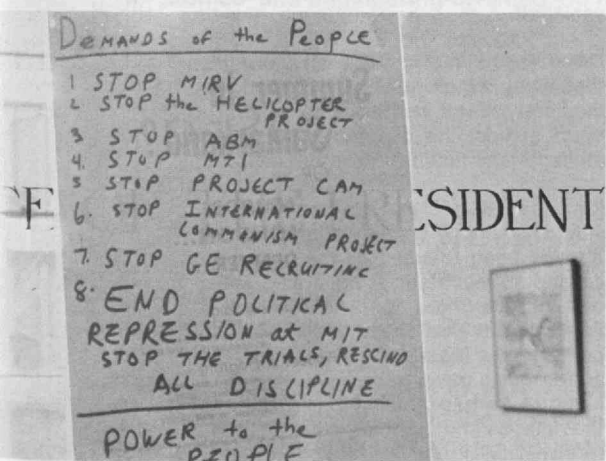 Demands of the People
1 STOP MIRV
2 STOP the HELICOPTER
PROJECT
3 STOP ABM
4. STOP MTI
5 STOP PROJECT CAM
6. STOP INTERNATIONAL
COMMUNISM PROJECT
7. STOP GE RECRUITING
8. END POLITICAL
REPRESSION at MIT
STOP THE TRIALS, RESCIND
ALL DISCIPLINE
POWER to the
PEOPLE
SIDENT